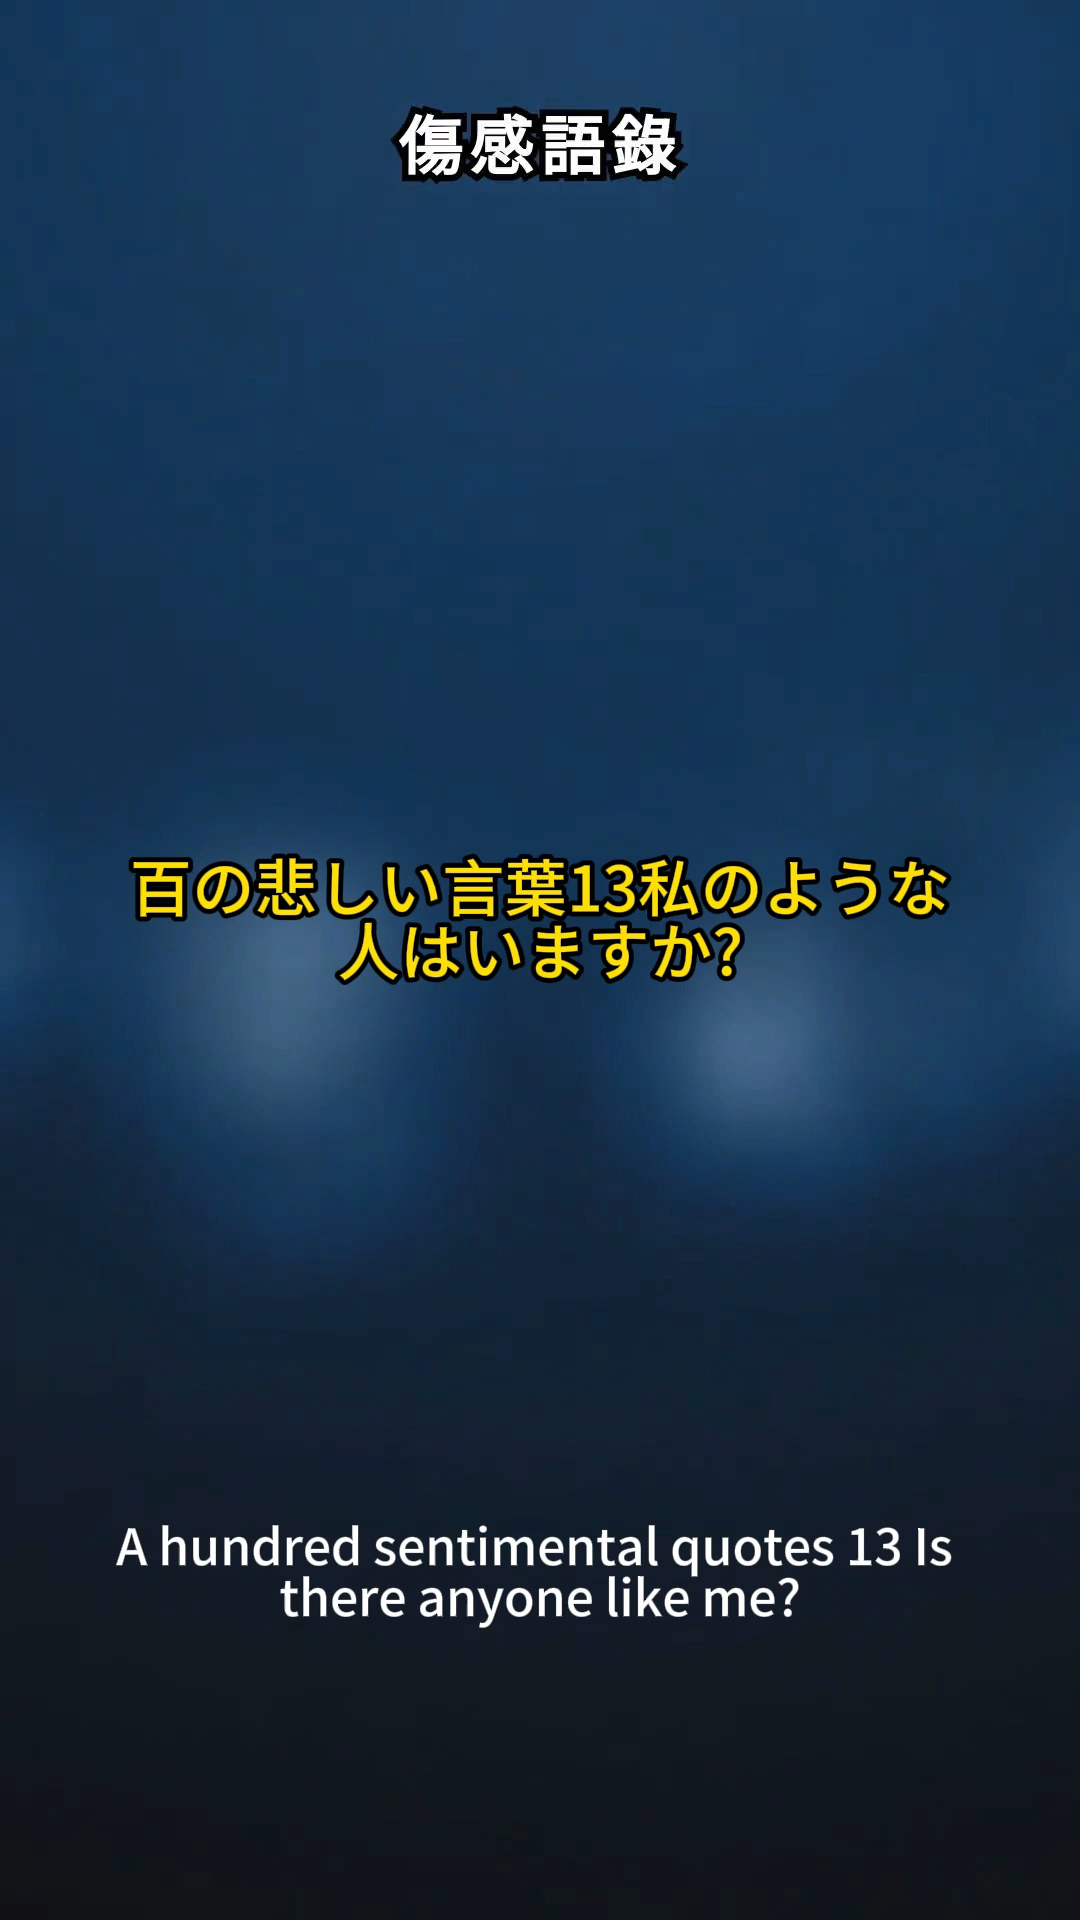 傷感語錄
百の悲しい言葉13私のような
人はいますか?
A hundred sentimental quotes 13 Is
there anyone like me?